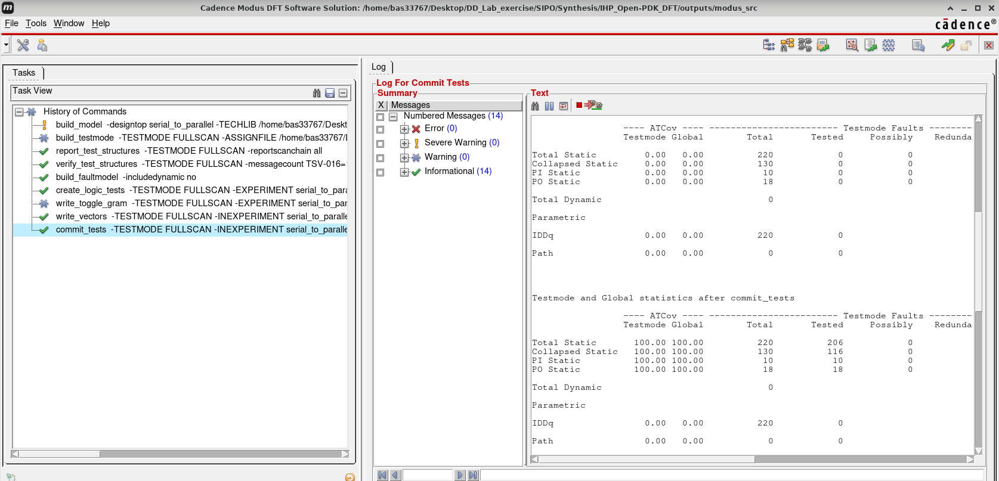 Cadence Modus DFT Software Solution: /home/bas33767/Desktop/DD_Lab_exercise/SIPO/Synthesis/IHP_Open-PDK_DFT/outputs/modus_src
File Tools Window Help
cādence®
Tasks
Task View
History of Commands
build_model -designtop serial_to_parallel -TECHLIB /home/bas33767/Deskt
build_testmode -TESTMODE FULLSCAN -ASSIGNFILE /home/bas33767/
report_test_structures -TESTMODE FULLSCAN -reportscanchain all
verify_test_structures -TESTMODE FULLSCAN -messagecount TSV-016=
build_faultmodel -includedynamic no
create_logic_tests -TESTMODE FULLSCAN -EXPERIMENT serial_to_para
write_toggle_gram -TESTMODE FULLSCAN -EXPERIMENT serial_to_par
write_vectors -TESTMODE FULLSCAN -INEXPERIMENT serial_to_paralle
commit_tests -TESTMODE FULLSCAN -INEXPERIMENT serial_to_paralle
Log
Log For Commit Tests
Summary
X Messages
Numbered Messages (14)
Error (0)
Severe Warning (0)
Warning (0)
Informational (14)
Text
---- ATCov ---- ------------------------ Testmode Faults --------
Testmode Global Total Tested Possibly Redunda
Total Static 0.00 0.00 220 0 0
Collapsed Static 0.00 0.00 130 0 0
PI Static 0.00 0.00 10 0 0
PO Static 0.00 0.00 18 0 0
Total Dynamic 0
Parametric
IDDq 0.00 0.00 220 0
Path 0.00 0.00 0 0
Testmode and Global statistics after commit_tests
---- ATCov ---- ------------------------ Testmode Faults --------
Testmode Global Total Tested Possibly Redunda
Total Static 100.00 100.00 220 206 0
Collapsed Static 100.00 100.00 130 116 0
PI Static 100.00 100.00 10 10 0
PO Static 100.00 100.00 18 18 0
Total Dynamic 0
Parametric
IDDq 0.00 0.00 220 0
Path 0.00 0.00 0 0